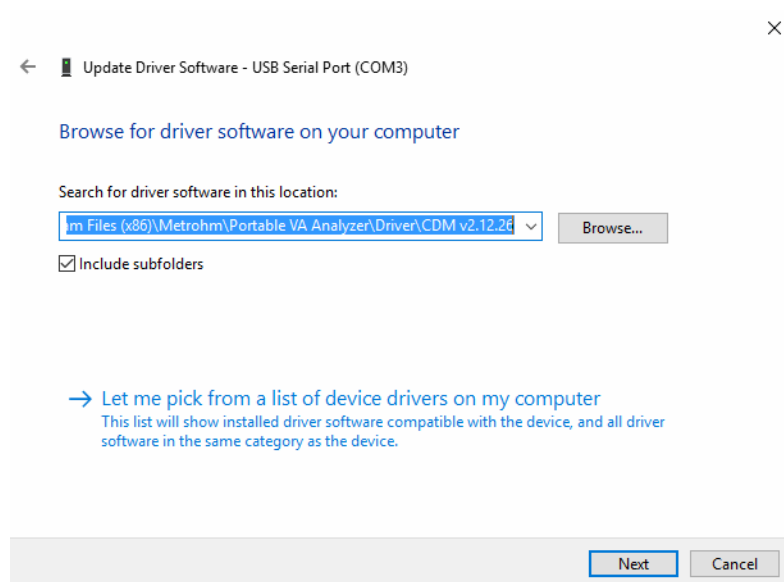 Update Driver Software - USB Serial Port (COM3)
Browse for driver software on your computer
Search for driver software in this location:
am Files (x86)\Metrohm\Portable VA Analyzer\Driver\CDM v2.12.26
Browse...
Include subfolders
Let me pick from a list of device drivers on my computer
This list will show installed driver software compatible with the device, and all driver
software in the same category as the device.
Next
Cancel